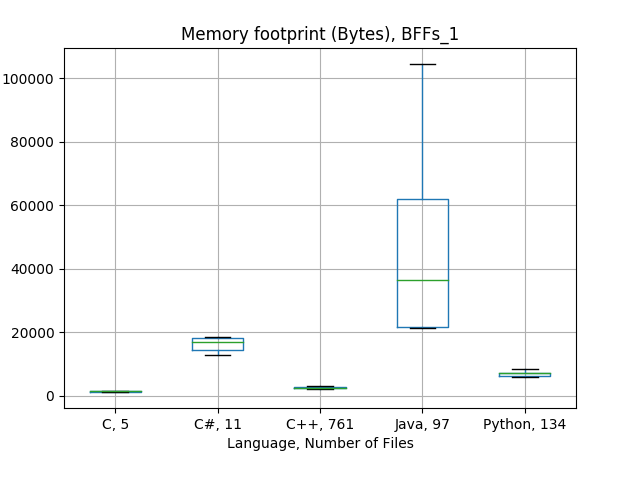 Memory footprint (Bytes), BFFs_1
100000
80000
60000
40000
20000
0
C, 5
C#, 11
C++, 761
Java, 97
Python, 134
Language, Number of Files